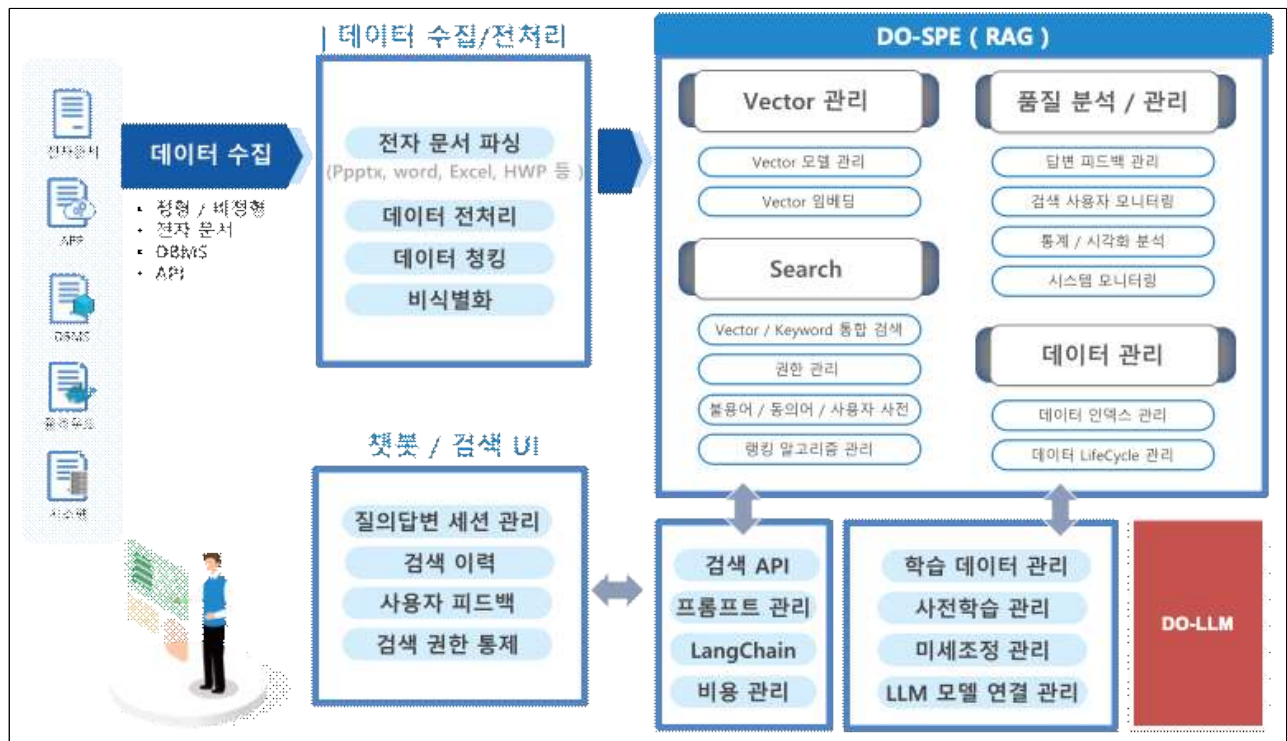 전자문서
APP
DBMS
시스템
데이터 수집
• 정형 / 비정형
• 전자 문서
• DBMS
• API
데이터 수집/전처리
전자 문서 파싱
(Ppptx, word, Excel, HWP 등 )
데이터 전처리
데이터 청킹
비식별화
챗봇 / 검색 UI
질의답변 세션 관리
검색 이력
사용자 피드백
검색 권한 통제
DO-SPE ( RAG )
Vector 관리
Vector 모델 관리
Vector 임베딩
Search
Vector / Keyword 통합 검색
권한 관리
불용어 / 동의어 / 사용자 사전
랭킹 알고리즘 관리
품질 분석 / 관리
답변 피드백 관리
검색 사용자 모니터링
통계 / 시각화 분석
시스템 모니터링
데이터 관리
데이터 인덱스 관리
데이터 LifeCycle 관리
검색 API
프롬프트 관리
LangChain
비용 관리
학습 데이터 관리
사전학습 관리
미세조정 관리
LLM 모델 연결 관리
DO-LLM